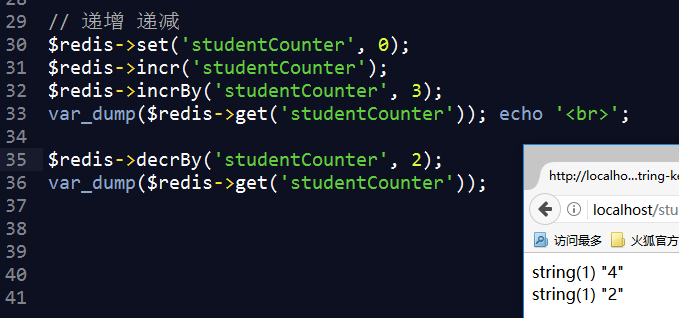 28
29 // 递增 递减
30 $redis->set('studentCounter', 0);
31 $redis->incr('studentCounter');
32 $redis->incrBy('studentCounter', 3);
33 var_dump($redis->get('studentCounter')); echo '<br>';
34
35 $redis->decrBy('studentCounter', 2);
36 var_dump($redis->get('studentCounter'));
37
38
39
40
41
http://localho...tring-k
localhost/stu
访问最多 火狐官方
string(1) "4"
string(1) "2"